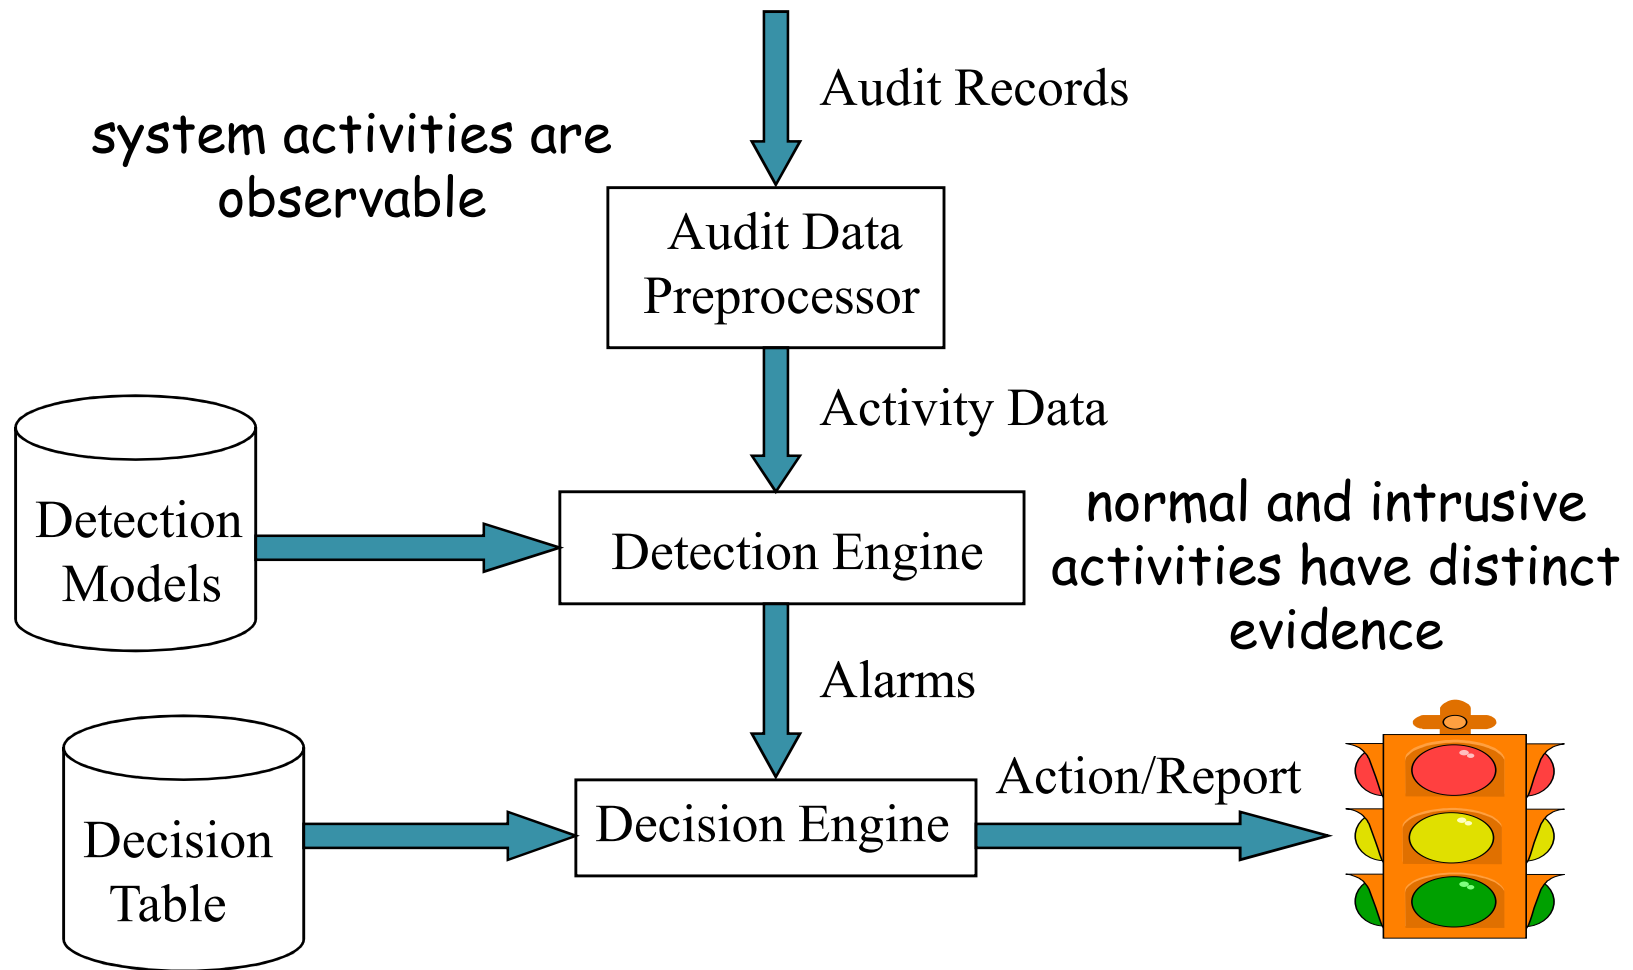 Audit Records
system activities are
observable
Audit Data
Preprocessor
Activity Data
Detection
Models
Detection Engine
normal and intrusive
activities have distinct
evidence
Alarms
Action/Report
Decision Engine
Decision
Table